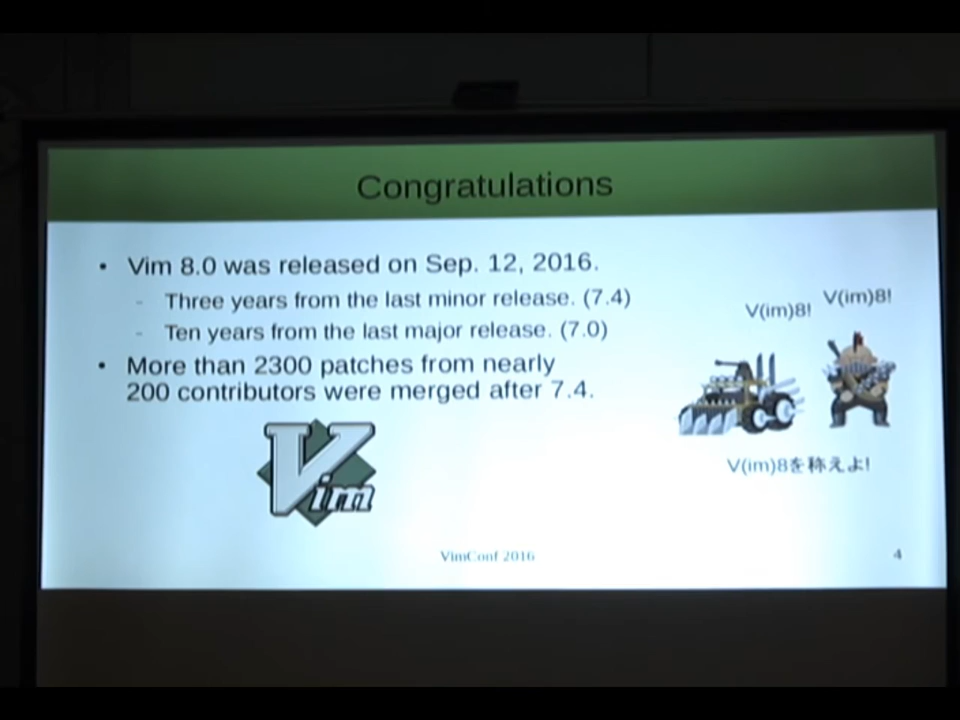 Congratulations
• Vim 8.0 was released on Sep. 12, 2016.
- Three years from the last minor release. (7.4)
- Ten years from the last major release. (7.0)
• More than 2300 patches from nearly
200 contributors were merged after 7.4.
V(im)8!
V(im)8!
V(im)8を称えよ!
Vim
VimConf 2016
4